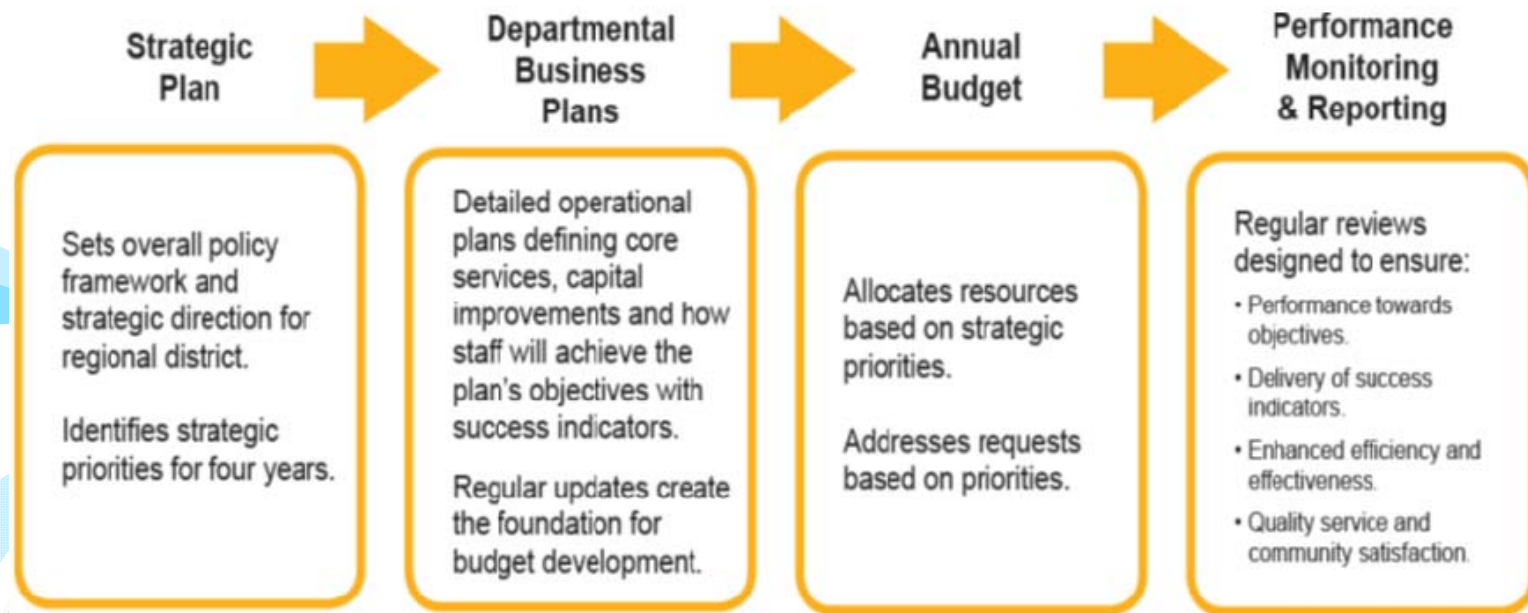 Strategic
Plan
Departmental
Business
Plans
Annual
Budget
Performance
Monitoring
& Reporting
Sets overall policy
framework and
strategic direction for
regional district.
Identifies strategic
priorities for four years.
Detailed operational
plans defining core
services, capital
improvements and how
staff will achieve the
plan's objectives with
success indicators.
Regular updates create
the foundation for
budget development.
Allocates resources
based on strategic
priorities.
Addresses requests
based on priorities.
Regular reviews
designed to ensure:
• Performance towards
objectives.
• Delivery of success
indicators.
• Enhanced efficiency and
effectiveness.
• Quality service and
community satisfaction.